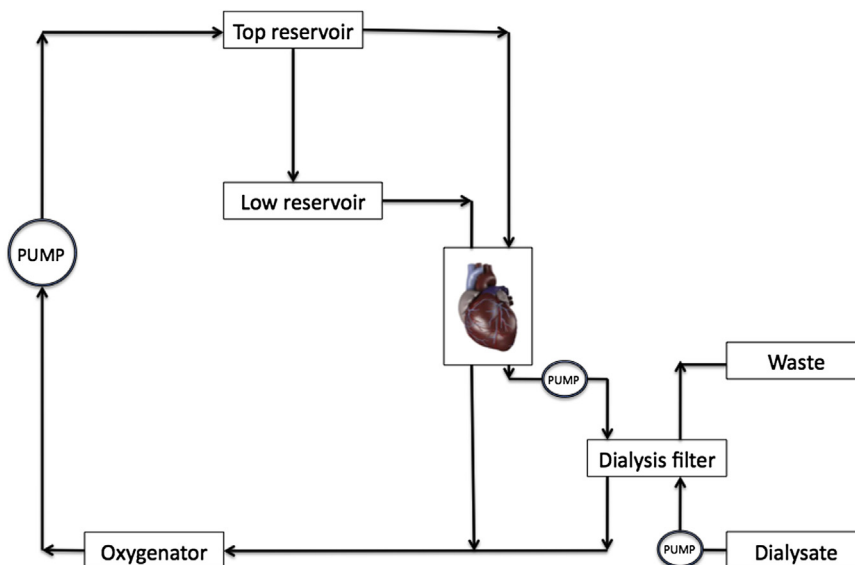 Top reservoir
Low reservoir
PUMP
PUMP
Waste
Dialysis filter
Oxygenator
PUMP
Dialysate